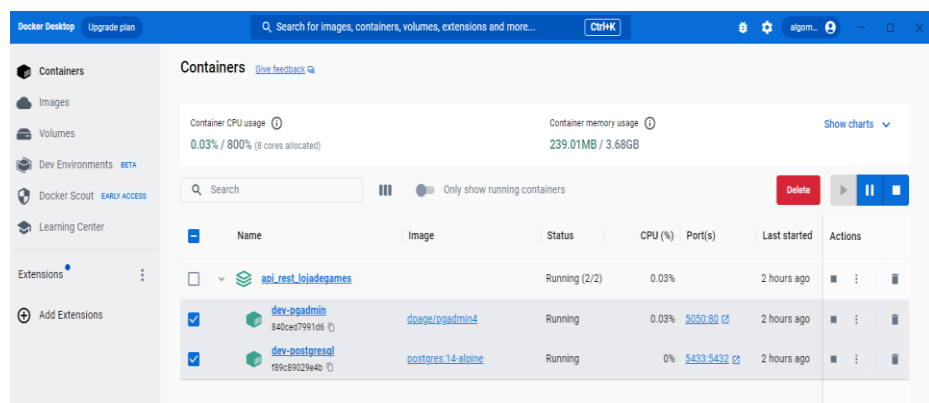 Docker Desktop Upgrade plan Search for images, containers, volumes, extensions and more... Ctrl+K algom...
Containers
Images
Volumes
Dev Environments BETA
Docker Scout EARLY ACCESS
Learning Center
Extensions
Add Extensions
Containers Give feedback
Container CPU usage
0.03% / 800% (8 cores allocated)
Container memory usage
239.01MB / 3.68GB
Show charts
Search Only show running containers Delete
Name Image Status CPU (%) Port(s) Last started Actions
api_rest_lojadegames Running (2/2) 0.03% 2 hours ago
dev-pgadmin
840ced7991d6
dpage/pgadmin4 Running 0.03% 5050:80 2 hours ago
dev-postgresql
f89c89029e4b
postgres:14-alpine Running 0% 5433:5432 2 hours ago